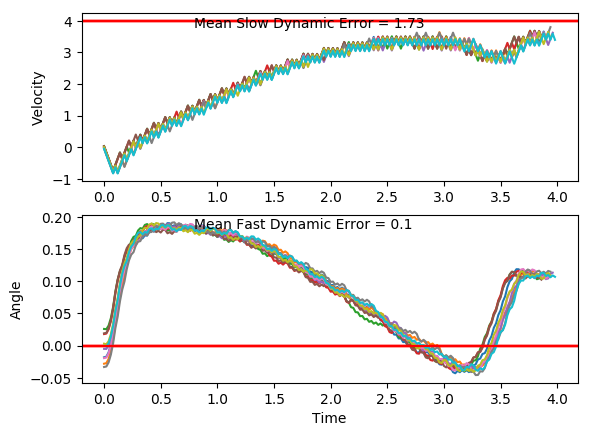 Mean Slow Dynamic Error = 1.73
4
3
2
1
0
−1
Velocity
0.0 0.5 1.0 1.5 2.0 2.5 3.0 3.5 4.0
Mean Fast Dynamic Error = 0.1
0.20
0.15
0.10
0.05
0.00
−0.05
Angle
0.0 0.5 1.0 1.5 2.0 2.5 3.0 3.5 4.0
Time